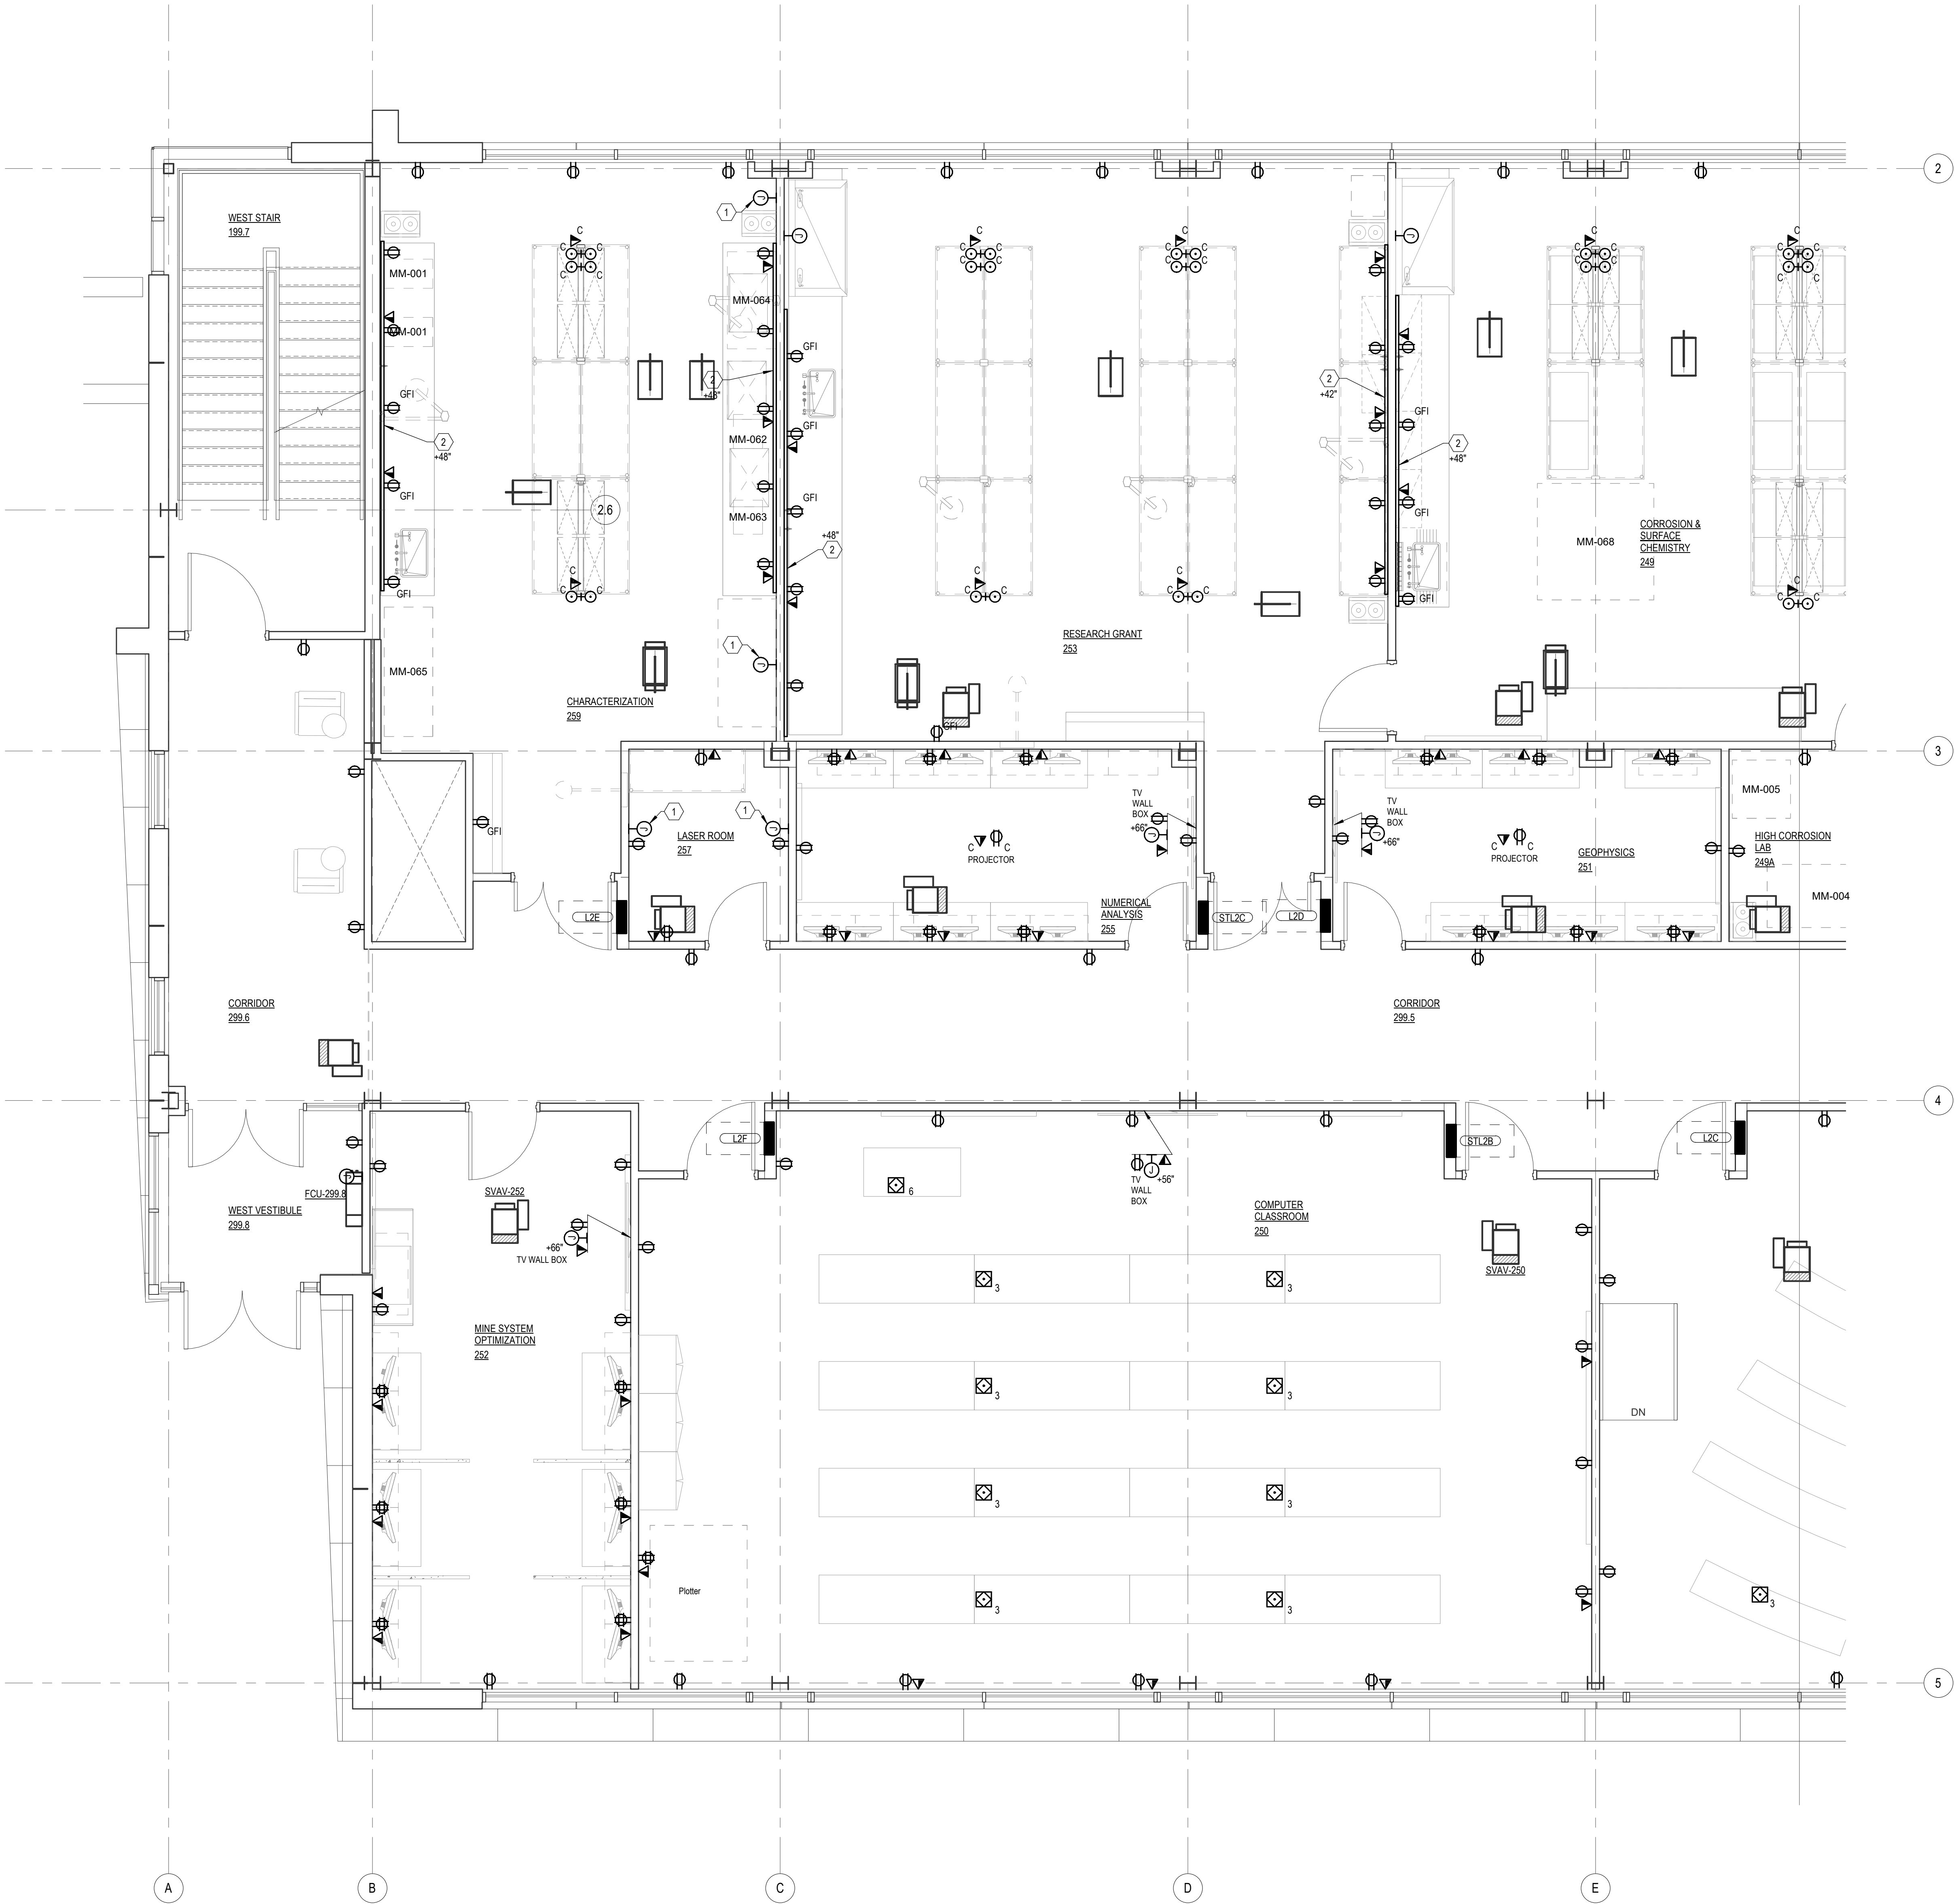 2
WEST STAIR
199.7
1
J
J
J
C
C C
C C
C
C C
C C
C
C C
C C
C
C C
C C
C
C C
C C
MM-001
MM-064
MM-001
GFI
2
+48"
2
+42"
GFI
GFI
GFI
2
+48"
MM-062
GFI
2
+48"
GFI
GFI
GFI
MM-063
2.6
+48"
2
CORROSION &
SURFACE
CHEMISTRY
249
MM-068
C
C
C
C
C
C
C
C
C
C
C
C
GFI
GFI
RESEARCH GRANT
253
1
J
MM-065
CHARACTERIZATION
259
GFI
3
MM-005
TV
WALL
BOX
+66"
J
TV
WALL
BOX
J
+66"
1
J
1
J
GFI
LASER ROOM
257
C
C
PROJECTOR
C
C
PROJECTOR
GEOPHYSICS
251
HIGH CORROSION
LAB
249A
MM-004
NUMERICAL
ANALYSIS
255
L2E
STL2C
L2D
CORRIDOR
299.6
CORRIDOR
299.5
4
L2F
STL2B
L2C
J
FCU-299.8
SVAV-252
WEST VESTIBULE
299.8
J
+66"
TV WALL BOX
6
J
+56"
TV
WALL
BOX
COMPUTER
CLASSROOM
250
SVAV-250
3
3
MINE SYSTEM
OPTIMIZATION
252
3
3
DN
3
3
Plotter
3
3
3
5
A
B
C
D
E